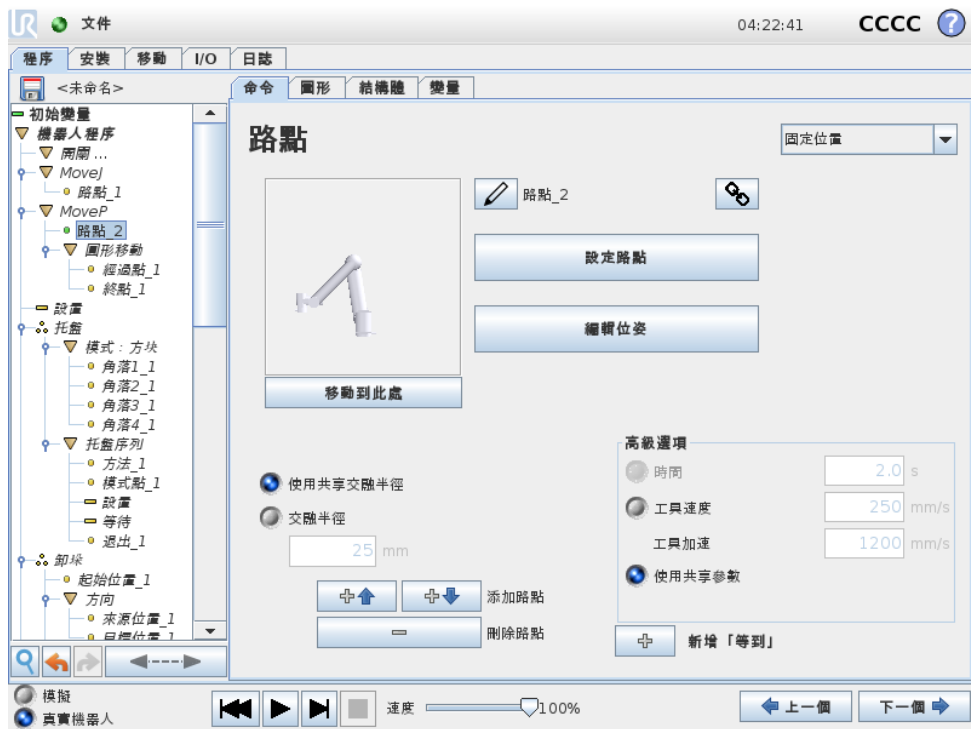 UR 文件 04:22:41 CCCC ?
程序 安裝 移動 I/O 日誌
<未命名>
命令 圖形 結構體 變量
初始變量
機器人程序
開關 ...
MoveJ
路點_1
MoveP
路點_2
圓形移動
經過點_1
終點_1
設置
托盤
模式：方块
角落1_1
角落2_1
角落3_1
角落4_1
托盤序列
方法_1
模式點_1
設置
等待
退出_1
卸垛
起始位置_1
方向
來源位置_1
目標位置_1
路點
固定位置
路點_2
設定路點
編輯位姿
移動到此處
使用共享交融半徑
交融半徑
25 mm
添加路點
刪除路點
高級選項
時間 2.0 s
工具速度 250 mm/s
工具加速 1200 mm/s
使用共享參數
新增「等到」
模擬
真實機器人
速度 100%
上一個 下一個